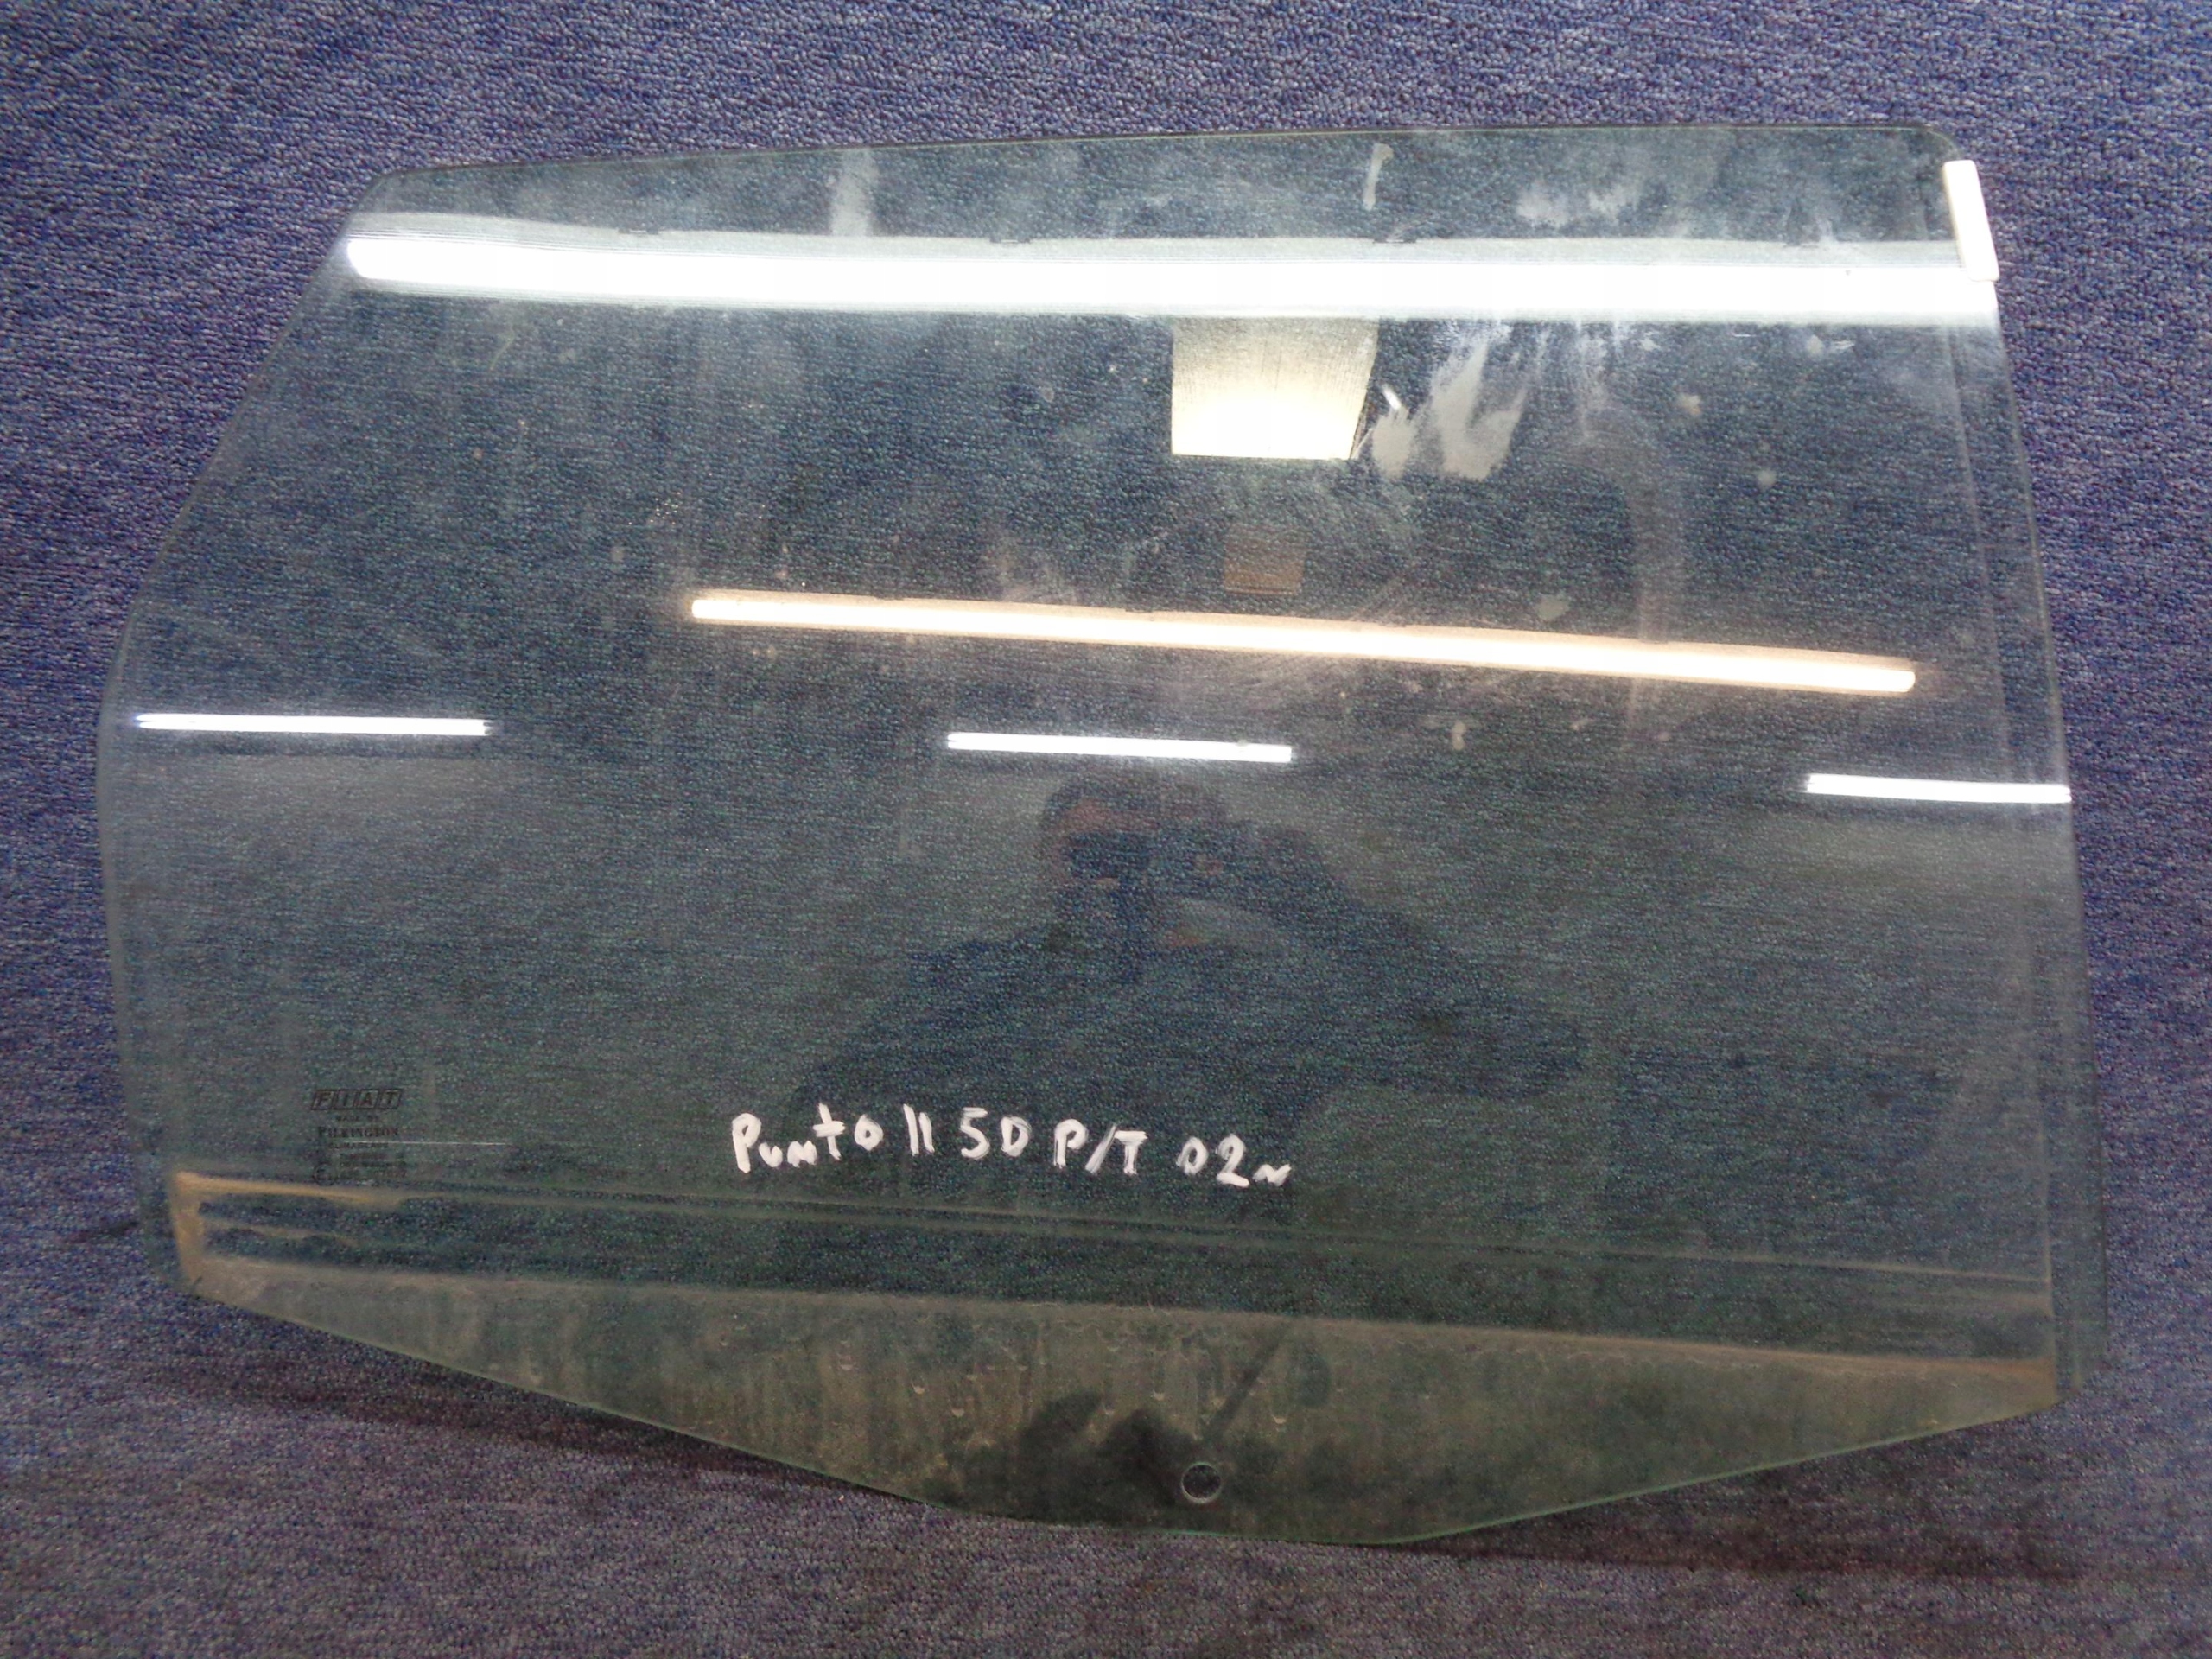 FIAT
PILKINGTON
Punto II 5D P/T 02r